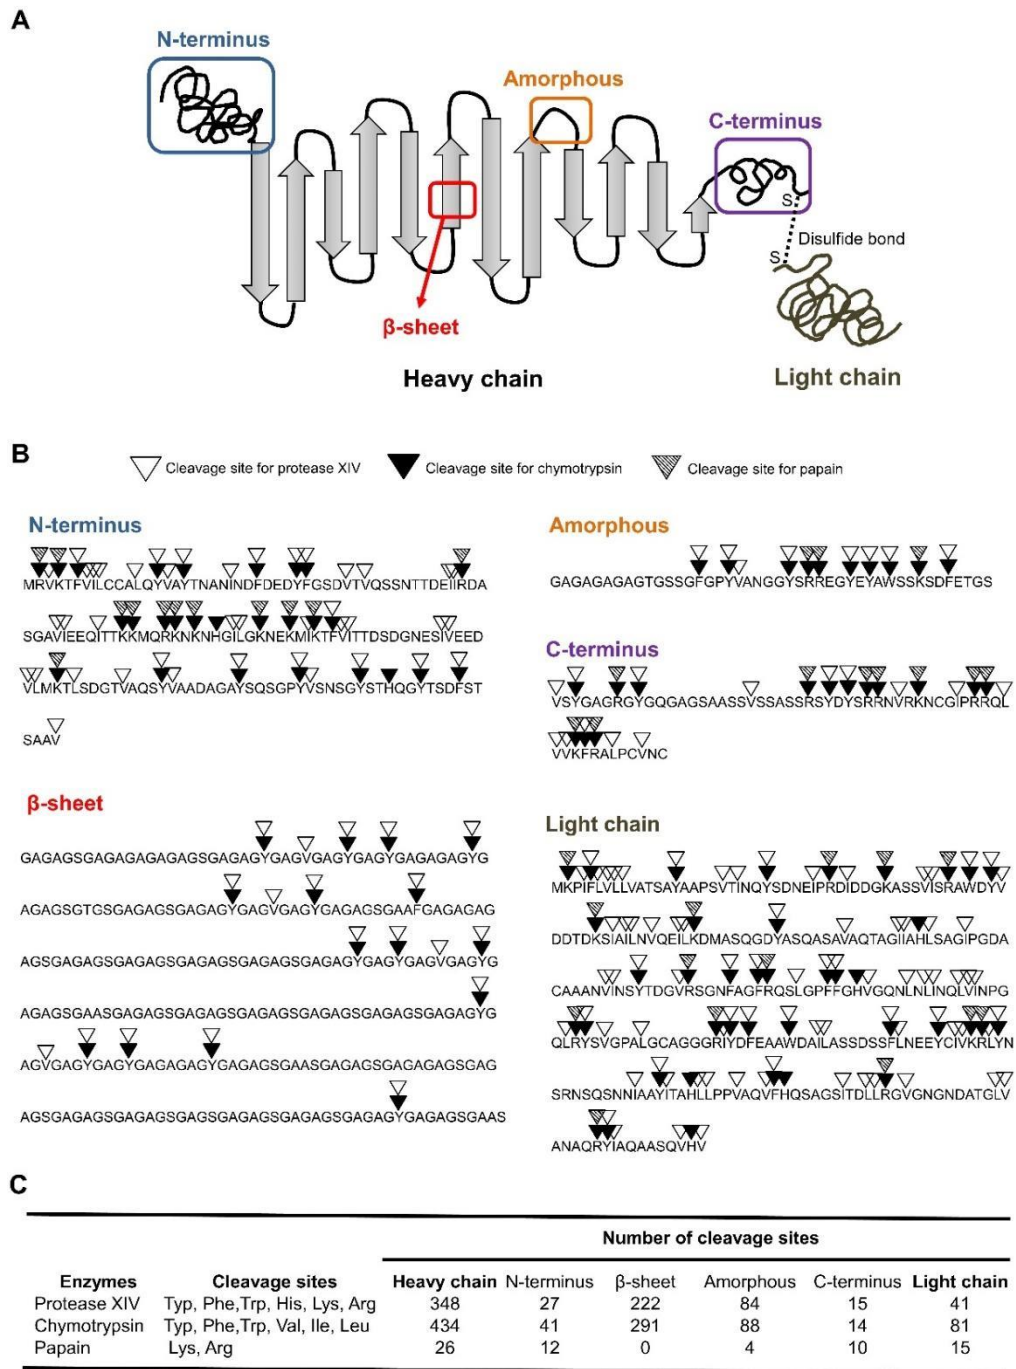 A
N-terminus
Amorphous
C-terminus
S
Disulfide bond
S
β-sheet
Heavy chain
Light chain
B
Cleavage site for protease XIV
Cleavage site for chymotrypsin
Cleavage site for papain
N-terminus
MRVKTFVILCCALQYVAYTNANINDFDEDYFGSDVTVQSSNTTDEIIRDA
SGAVIEEQITTKKMQRKNKNHGILGKNEKMIKTFVITTDSDGNESIVEED
VLMKTLSDGTVAQSYVAADAGAYSQSGPYVSNSGYSTHQGYTSDFST
SAAV
β-sheet
GAGAGSGAGAGAGAGAGSGAGAGYGAGVGAGYGAGYGAGAGAGYG
AGAGSGTGSGAGAGSGAGAGYGAGVGAGYGAGAGSGAAFGAGAGAG
AGSGAGAGSGAGAGSGAGAGSGAGAGSGAGAGYGAGYGAGVGAGYG
AGAGSGAASGAGAGSGAGAGSGAGAGSGAGAGSGAGAGSGAGAGYG
AGVGAGYGAGYGAGAGAGYGAGAGSGAASGAGAGSGAGAGSGAG
AGSGAGAGSGAGAGSGAGSGAGAGSGAGAGSGAGAGYGAGAGSGAAS
Amorphous
GAGAGAGAGTGSSGFGPYVANGGYSRREGYEYAWSSKSDFETGS
C-terminus
VSYGAGRGYGQGAGSAASSVSSASSRSYDYSRRNVRKNCGIPRRQL
VVKFRALPCVNC
Light chain
MKPIFLVLLVATSAYAAPSVTINQYSDNEIPRDIDDGKASSVISRAWDYV
DDTDKSIAILNVQEILKDMASQGDYASQASAVAQTAGIIAHLSAGIPGDA
CAAANVINSYTDGVRSGNFAGFRQSLGPFFGHVGQNLNLINQLVINPG
QLRYSVGPALGCAGGGRIYDFEAAWDAILASSDSSFLNEEYCIVKRLYN
SRNSQSNNIAAYITAHLLPPVAQVFHQSAGSITDLLRGVGNGNDATGLV
ANAQRYIAQAASQVHV
C
Number of cleavage sites
Enzymes Cleavage sites Heavy chain N-terminus β-sheet Amorphous C-terminus Light chain
Protease XIV Typ, Phe,Trp, His, Lys, Arg 348 27 222 84 15 41
Chymotrypsin Typ, Phe,Trp, Val, Ile, Leu 434 41 291 88 14 81
Papain Lys, Arg 26 12 0 4 10 15